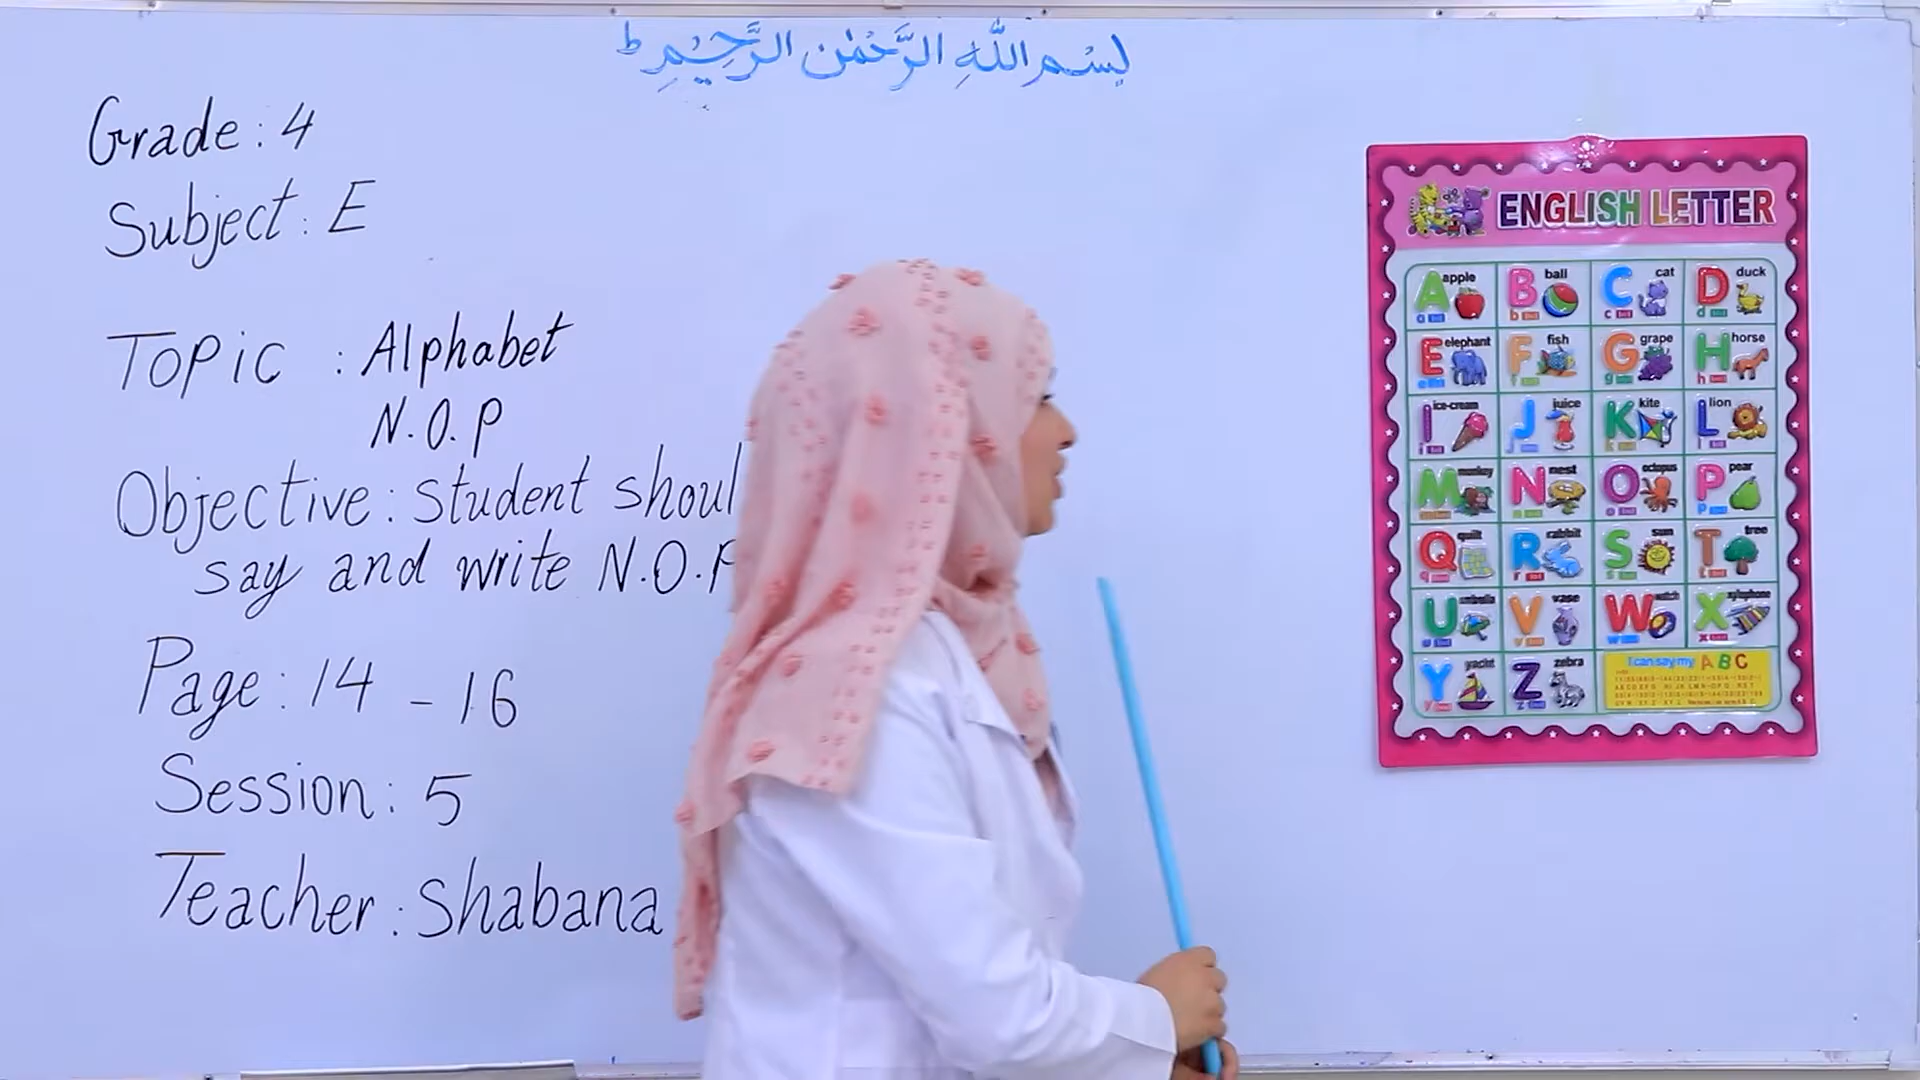 بِسْمِ اللهِ الرَّحْمٰنِ الرَّحِيْمِ ط
Grade: 4
Subject: E
Topic : Alphabet
N.O.P
Objective: student shoul
say and write N.O.P
Page: 14 - 16
Session: 5
Teacher: Shabana
ENGLISH LETTER
A apple B ball C cat D duck
E elephant F fish G grape H horse
I ice-cream J juice K kite L lion
M monkey N nest O octopus P pear
Q quilt R rabbit S sun T tree
U umbrella V vase W watch X xylophone
Y yacht Z zebra I can say my ABC